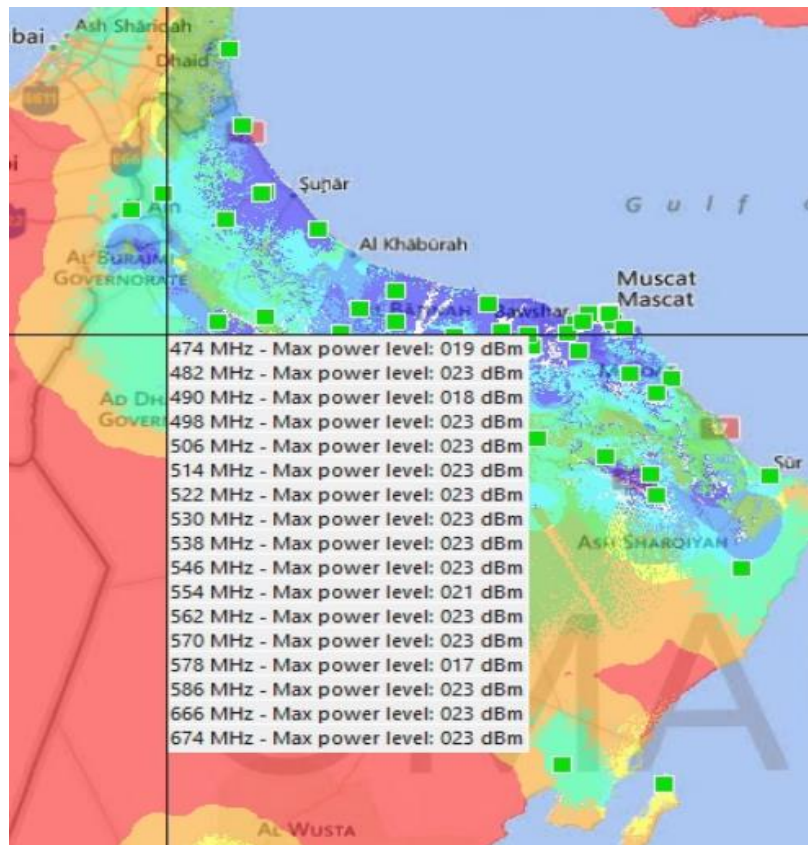 bai
Ash Shāriqah
Dhaid
E611
E66
Şuḩār
Al Khābūrah
Gulf
AL BURAIMI
GOVERNORATE
Bawshar
Muscat
Mascat
474 MHz - Max power level: 019 dBm
482 MHz - Max power level: 023 dBm
490 MHz - Max power level: 018 dBm
498 MHz - Max power level: 023 dBm
506 MHz - Max power level: 023 dBm
514 MHz - Max power level: 023 dBm
522 MHz - Max power level: 023 dBm
530 MHz - Max power level: 023 dBm
538 MHz - Max power level: 023 dBm
546 MHz - Max power level: 023 dBm
554 MHz - Max power level: 021 dBm
562 MHz - Max power level: 023 dBm
570 MHz - Max power level: 023 dBm
578 MHz - Max power level: 017 dBm
586 MHz - Max power level: 023 dBm
666 MHz - Max power level: 023 dBm
674 MHz - Max power level: 023 dBm
AD DH
GOVER
Şūr
ASH SHARQIYAH
MA
AL WUSTA